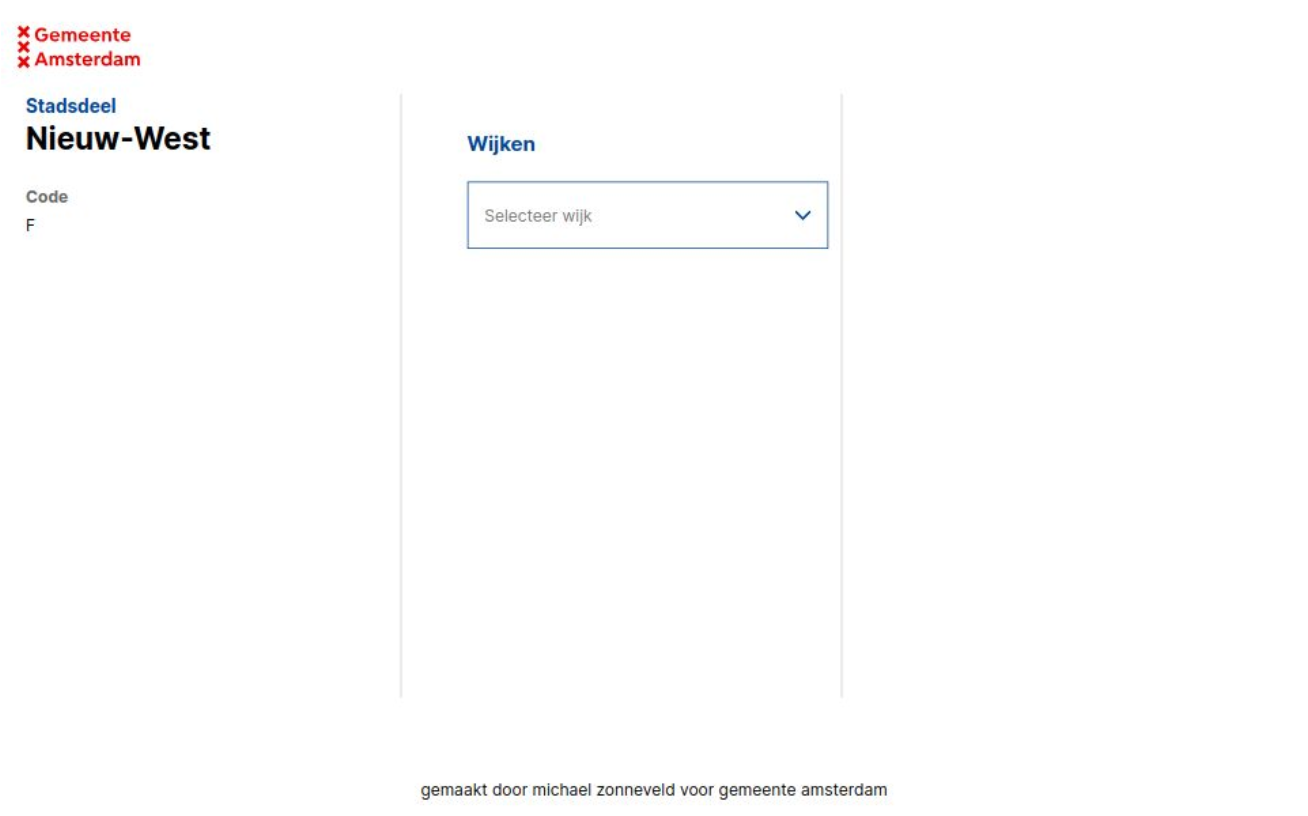 Gemeente
Amsterdam
Stadsdeel
Nieuw-West
Code
F
Wijken
Selecteer wijk
gemaakt door michael zonneveld voor gemeente amsterdam